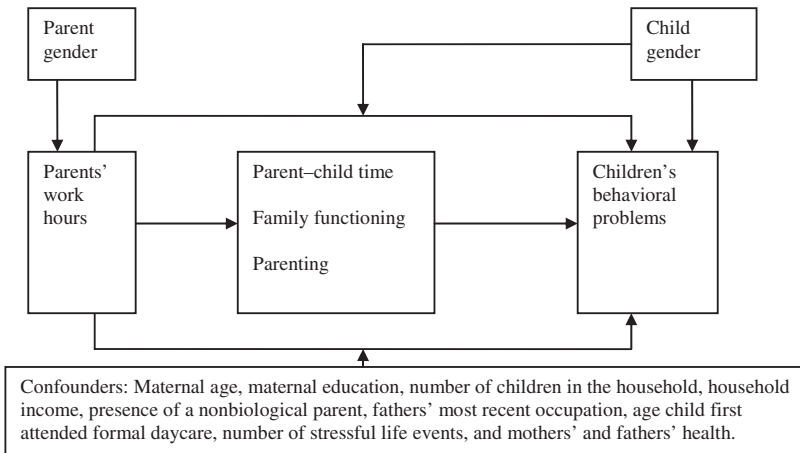 Parent
gender
Child
gender
Parents’
work
hours
Parent–child time
Family functioning
Parenting
Children’s
behavioral
problems
Confounders: Maternal age, maternal education, number of children in the household, household
income, presence of a nonbiological parent, fathers’ most recent occupation, age child first
attended formal daycare, number of stressful life events, and mothers’ and fathers’ health.